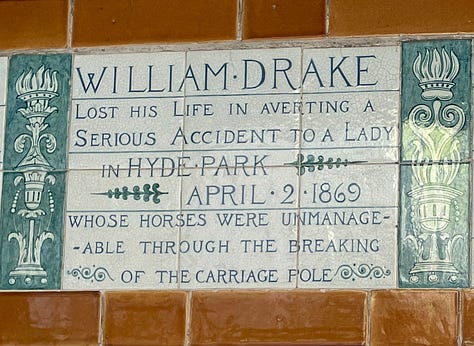 WILLIAM·DRAKE
LOST HIS LIFE IN AVERTING A
SERIOUS ACCIDENT TO A LADY
IN HYDE·PARK
APRIL·2·1869
WHOSE HORSES WERE UNMANAGE-
-ABLE THROUGH THE BREAKING
OF THE CARRIAGE POLE